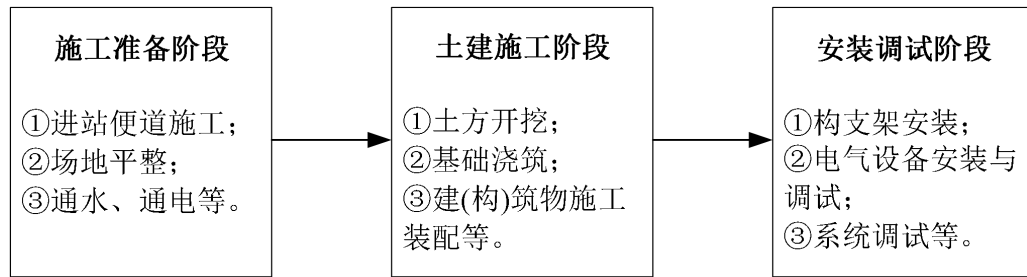 施工准备阶段
①进站便道施工；
②场地平整；
③通水、通电等。
土建施工阶段
①土方开挖；
②基础浇筑；
③建(构)筑物施工
装配等。
安装调试阶段
①构支架安装；
②电气设备安装与
调试；
③系统调试等。